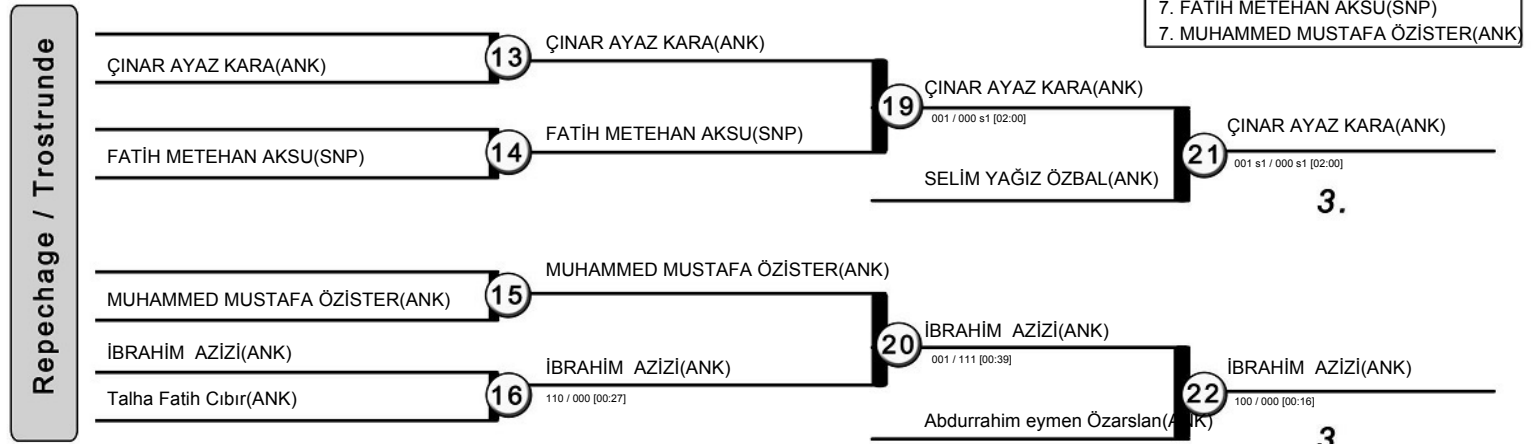 7. FATİH METEHAN AKSU(SNP)
7. MUHAMMED MUSTAFA ÖZİSTER(ANK)
Repechage / Trostrunde
ÇINAR AYAZ KARA(ANK)
13
ÇINAR AYAZ KARA(ANK)
FATİH METEHAN AKSU(SNP)
14
FATİH METEHAN AKSU(SNP)
19
ÇINAR AYAZ KARA(ANK)
001 / 000 s1 [02:00]
SELİM YAĞIZ ÖZBAL(ANK)
21
ÇINAR AYAZ KARA(ANK)
001 s1 / 000 s1 [02:00]
3.
MUHAMMED MUSTAFA ÖZİSTER(ANK)
15
MUHAMMED MUSTAFA ÖZİSTER(ANK)
İBRAHİM AZİZİ(ANK)
Talha Fatih Cıbır(ANK)
16
İBRAHİM AZİZİ(ANK)
110 / 000 [00:27]
20
İBRAHİM AZİZİ(ANK)
001 / 111 [00:39]
Abdurrahim eymen Özarslan(ANK)
22
İBRAHİM AZİZİ(ANK)
100 / 000 [00:16]
3.